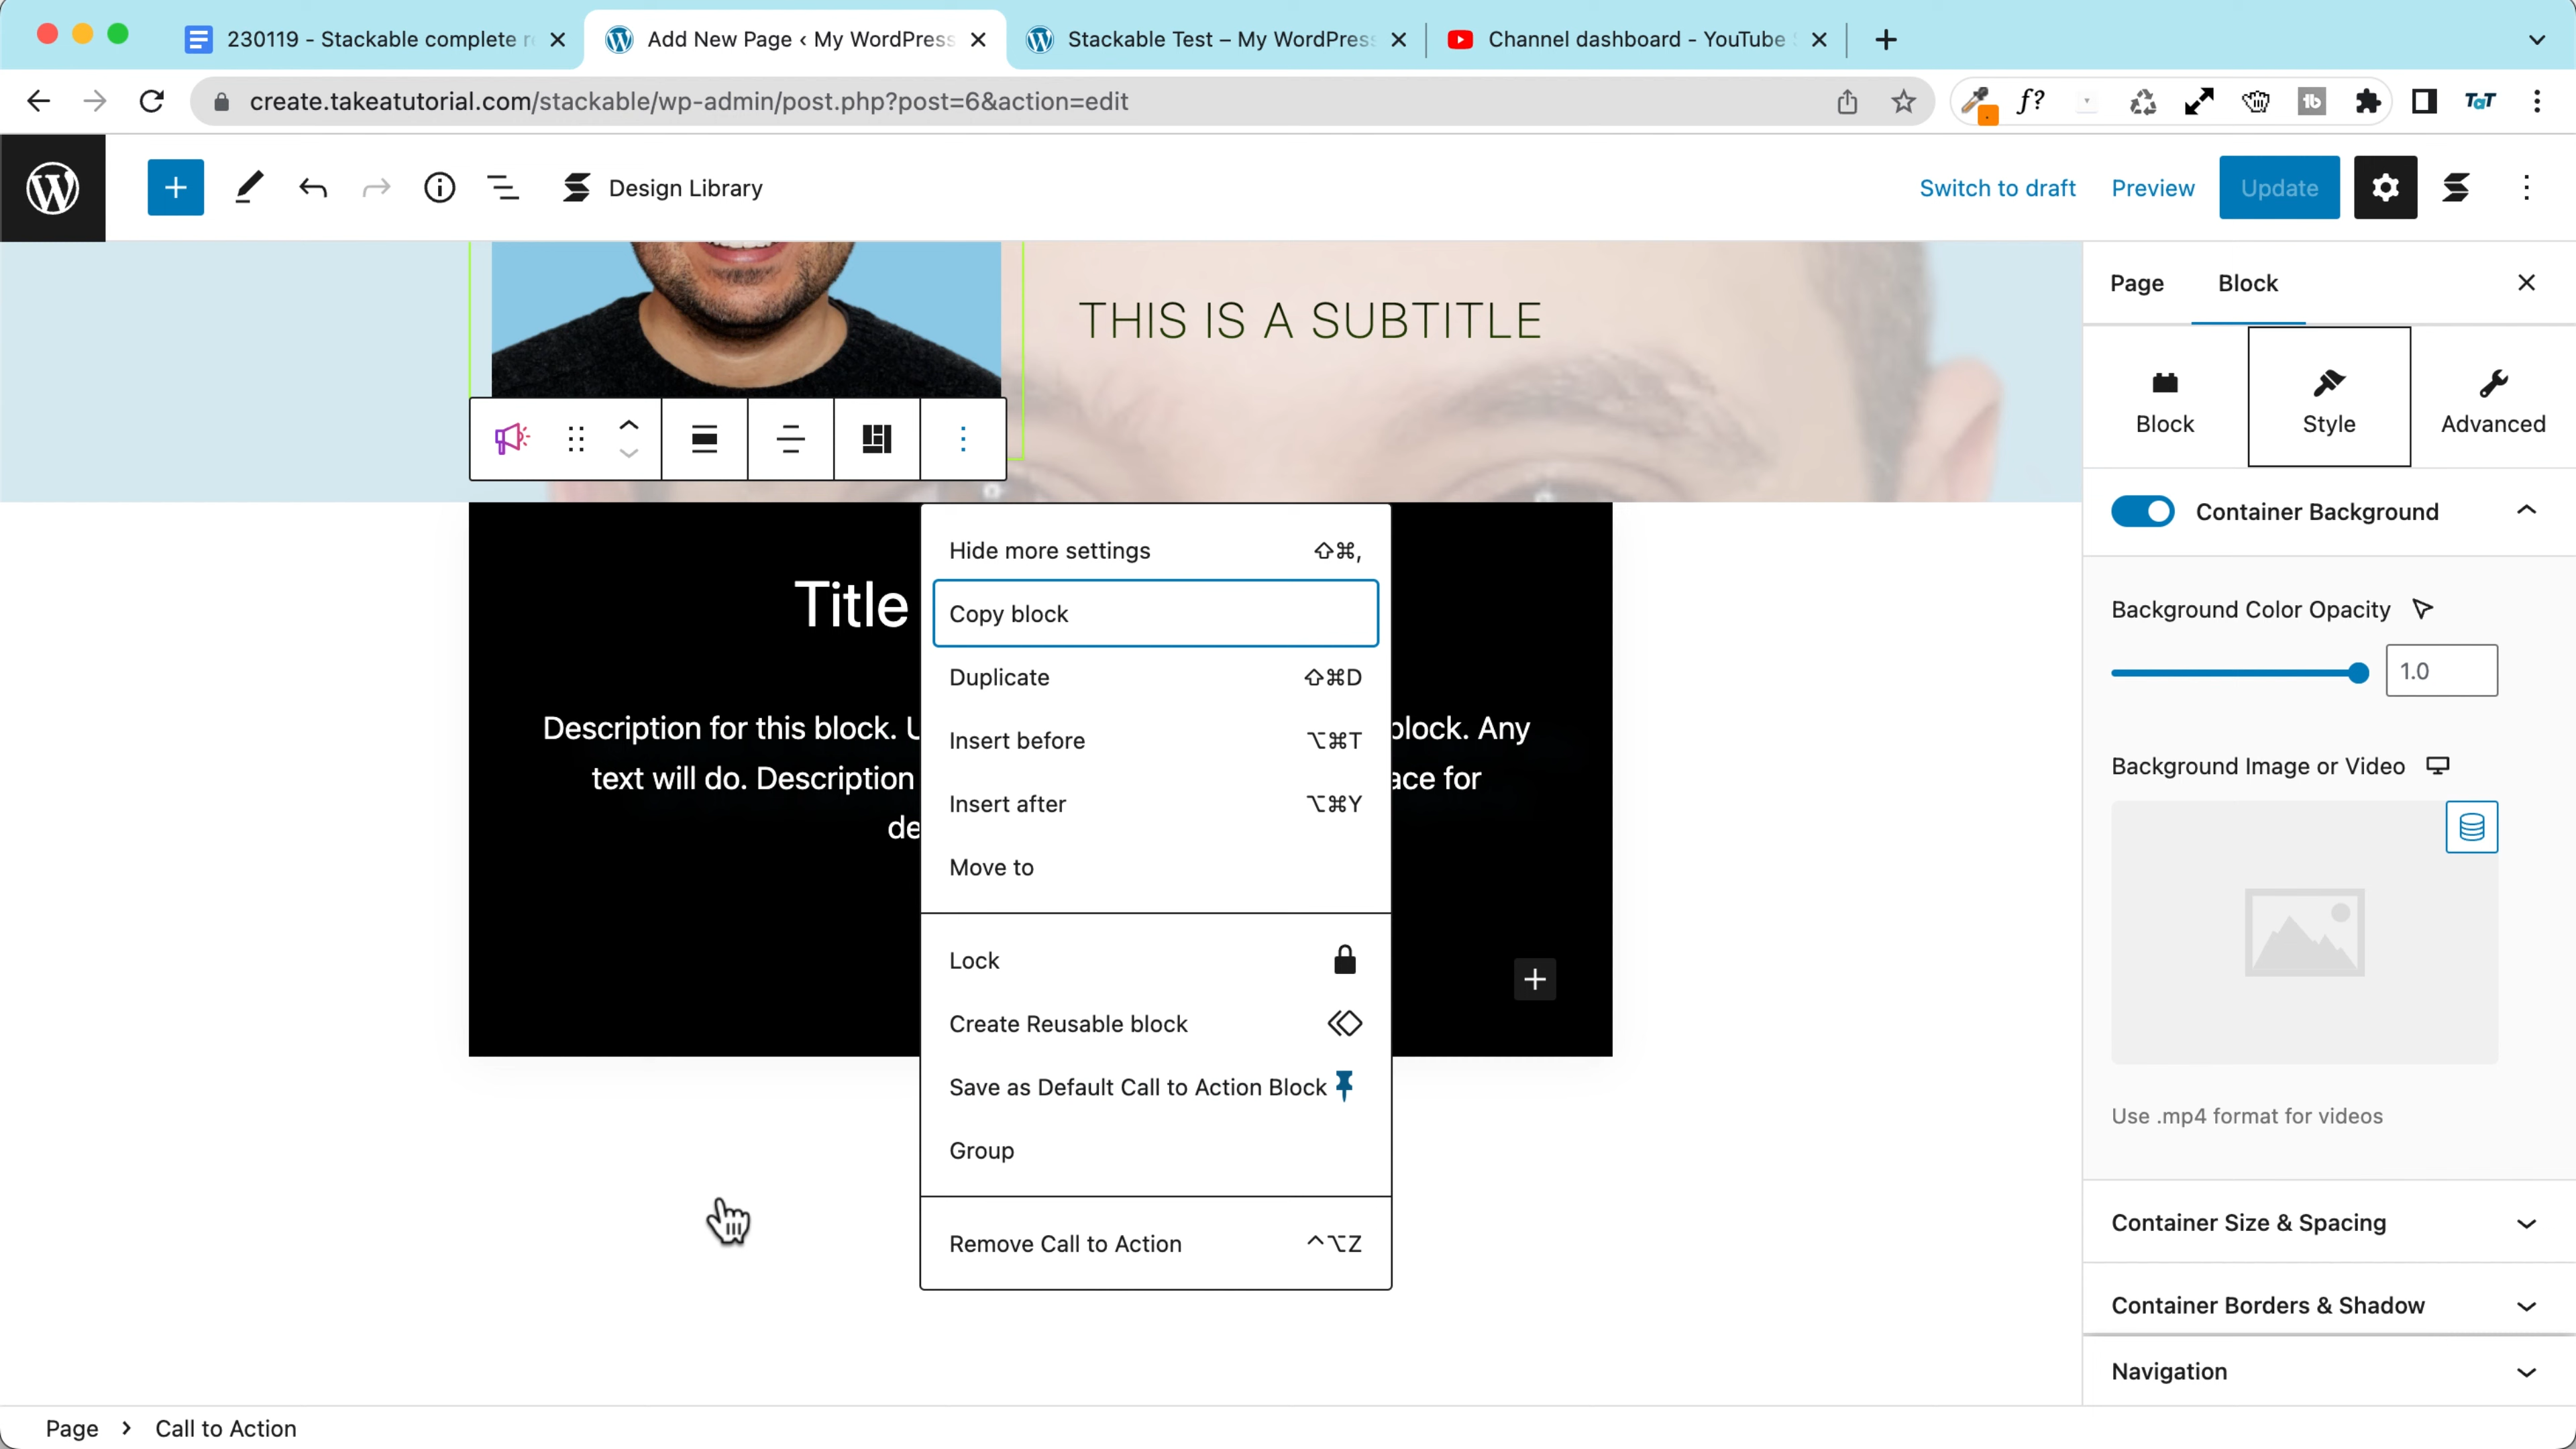 230119 - Stackable complete r
Add New Page ‹ My WordPress
Stackable Test – My WordPress
Channel dashboard - YouTube
create.takeatutorial.com/stackable/wp-admin/post.php?post=6&action=edit
f?
tb
TaT
Design Library
Switch to draft
Preview
Update
Page
Block
THIS IS A SUBTITLE
Block
Style
Advanced
Container Background
Hide more settings ⇧⌘,
Copy block
Title
Background Color Opacity
1.0
Duplicate ⇧⌘D
Description for this block. U
block. Any
Insert before ⌥⌘T
text will do. Description
ace for
Background Image or Video
Insert after ⌥⌘Y
de
Move to
Lock
Create Reusable block
Save as Default Call to Action Block
Use .mp4 format for videos
Group
Container Size & Spacing
Remove Call to Action ^⌥Z
Container Borders & Shadow
Navigation
Page › Call to Action